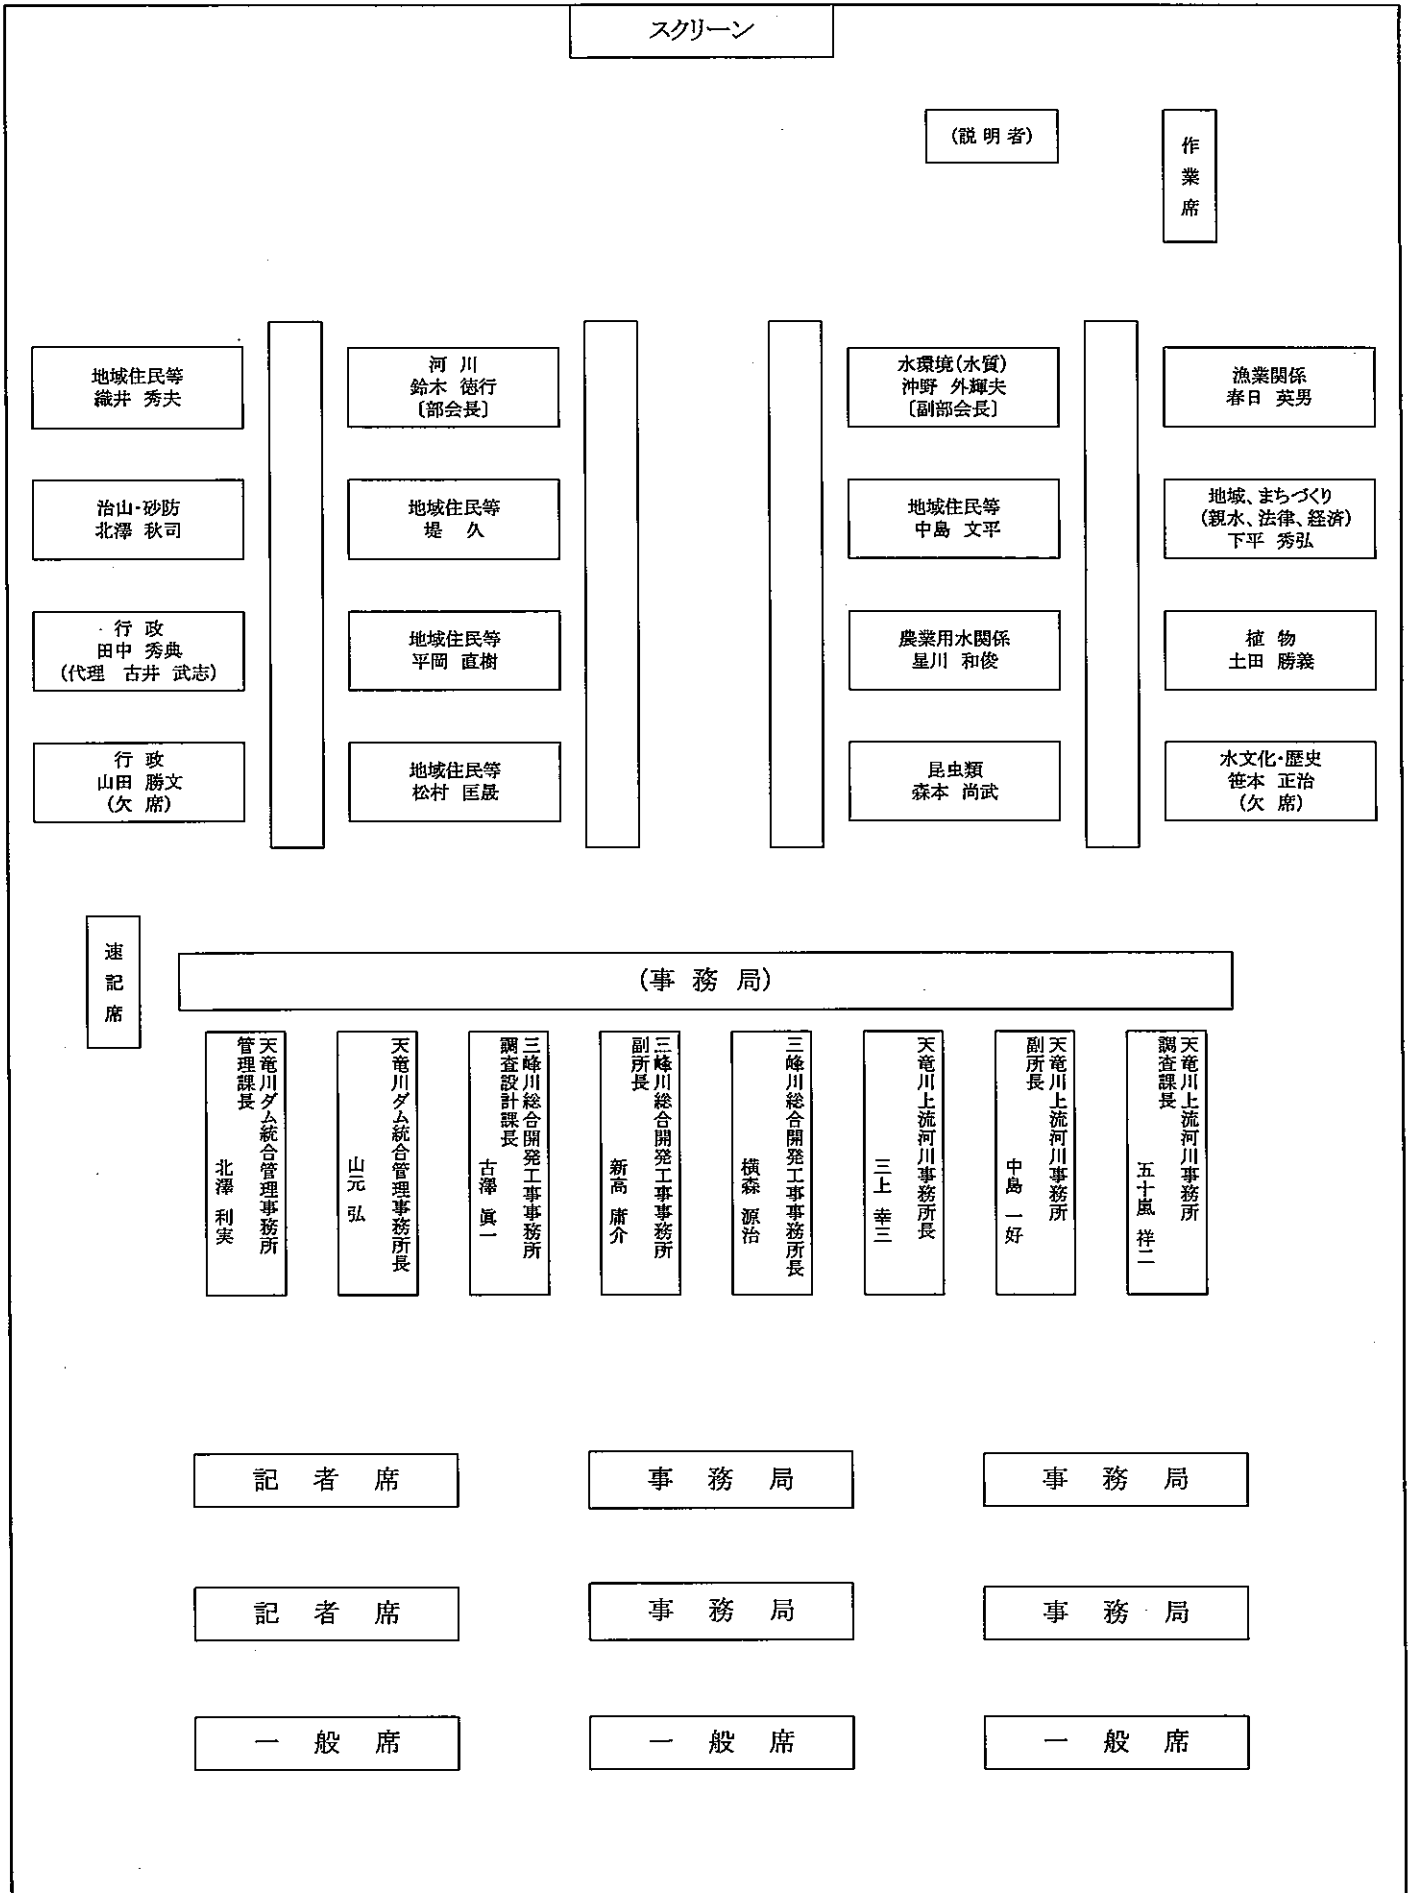 スクリーン
(説 明 者)
作業席
地域住民等
織井 秀夫
河 川
鈴木 徳行
〔部会長〕
水環境(水質)
沖野 外輝夫
〔副部会長〕
漁業関係
春日 英男
治山・砂防
北澤 秋司
地域住民等
堤 久
地域住民等
中島 文平
地域、まちづくり
(親水、法律、経済)
下平 秀弘
行 政
田中 秀典
(代理 古井 武志)
地域住民等
平岡 直樹
農業用水関係
星川 和俊
植 物
土田 勝義
行 政
山田 勝文
(欠 席)
地域住民等
松村 匡晟
昆虫類
森本 尚武
水文化・歴史
笹本 正治
(欠 席)
速記席
(事 務 局)
天竜川ダム統合管理事務所
管理課長
北澤 利実
天竜川ダム統合管理事務所長
山元 弘
三峰川総合開発工事事務所
調査設計課長
古澤 眞一
三峰川総合開発工事事務所
副所長
新高 庸介
三峰川総合開発工事事務所長
横森 源治
天竜川上流河川事務所長
三上 幸三
天竜川上流河川事務所
副所長
中島 一好
天竜川上流河川事務所
調査課長
五十嵐 祥二
記 者 席
事 務 局
事 務 局
記 者 席
事 務 局
事 務 局
一 般 席
一 般 席
一 般 席